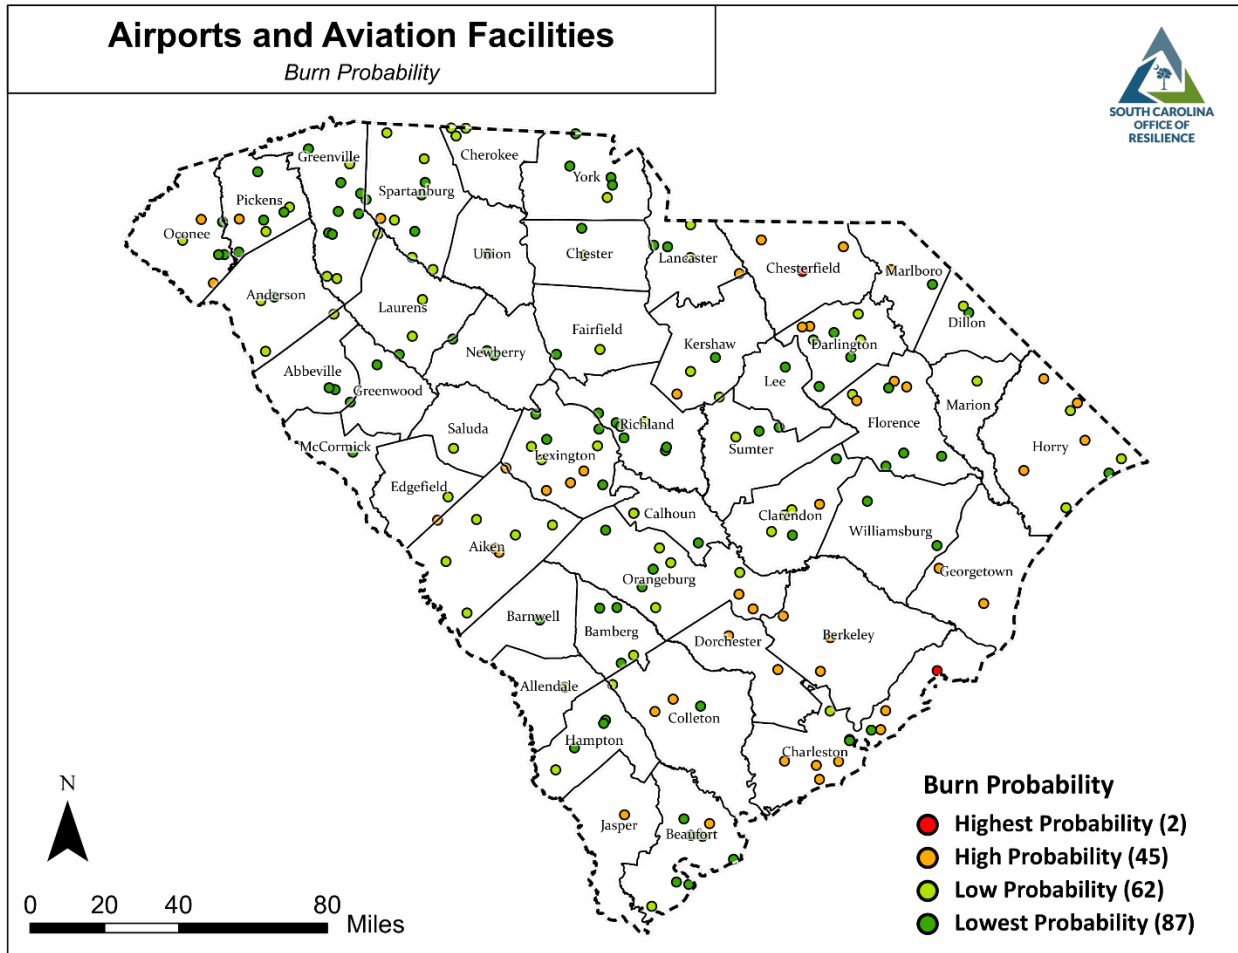 Airports and Aviation Facilities
Burn Probability
SOUTH CAROLINA
OFFICE OF
RESILIENCE
Cherokee
Greenville
York
Spartanburg
Pickens
Oconee
Union
Chester
Lancaster
Chesterfield
Marlboro
Anderson
Laurens
Dillon
Fairfield
Kershaw
Darlington
Newberry
Abbeville
Greenwood
Lee
Marion
Saluda
Richland
Florence
McCormick
Lexington
Sumter
Horry
Edgefield
Calhoun
Clarendon
Williamsburg
Aiken
Orangeburg
Georgetown
Barnwell
Bamberg
Dorchester
Berkeley
Allendale
Colleton
Hampton
Charleston
Jasper
Beaufort
N
0 20 40 80 Miles
Burn Probability
Highest Probability (2)
High Probability (45)
Low Probability (62)
Lowest Probability (87)